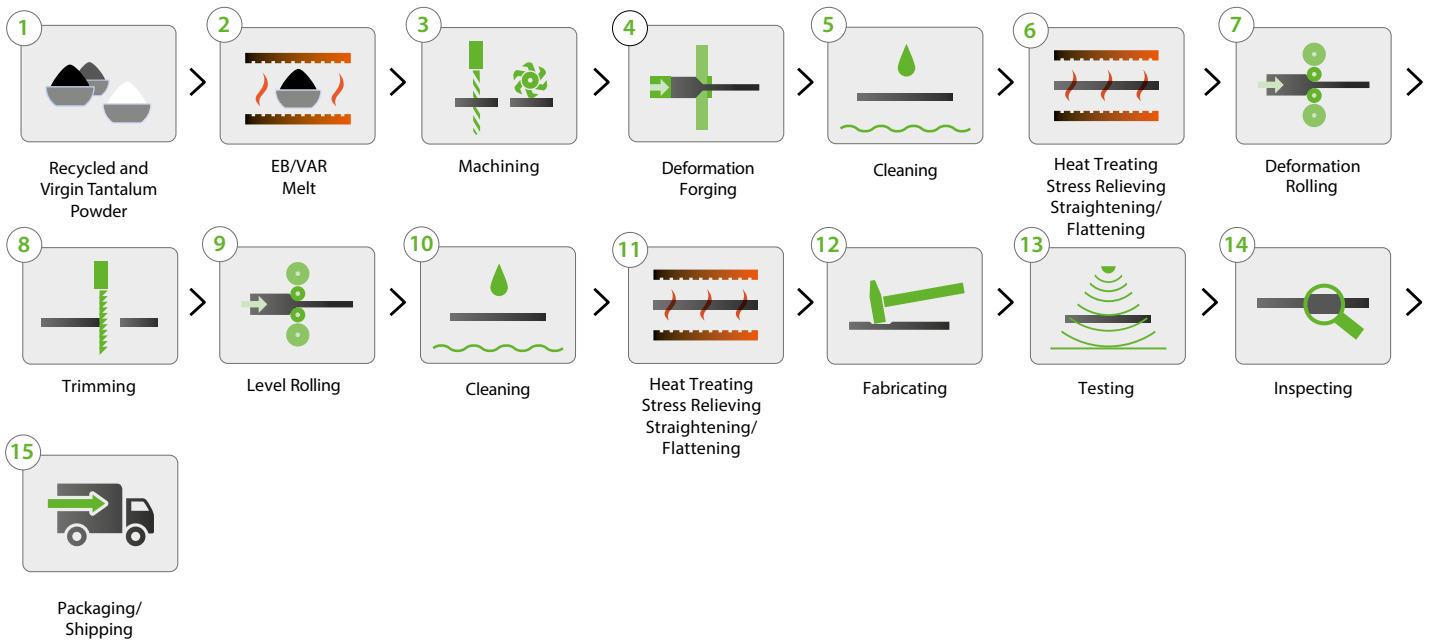 1
Recycled and
Virgin Tantalum
Powder
2
EB/VAR
Melt
3
Machining
4
Deformation
Forging
5
Cleaning
6
Heat Treating
Stress Relieving
Straightening/
Flattening
7
Deformation
Rolling
8
Trimming
9
Level Rolling
10
Cleaning
11
Heat Treating
Stress Relieving
Straightening/
Flattening
12
Fabricating
13
Testing
14
Inspecting
15
Packaging/
Shipping